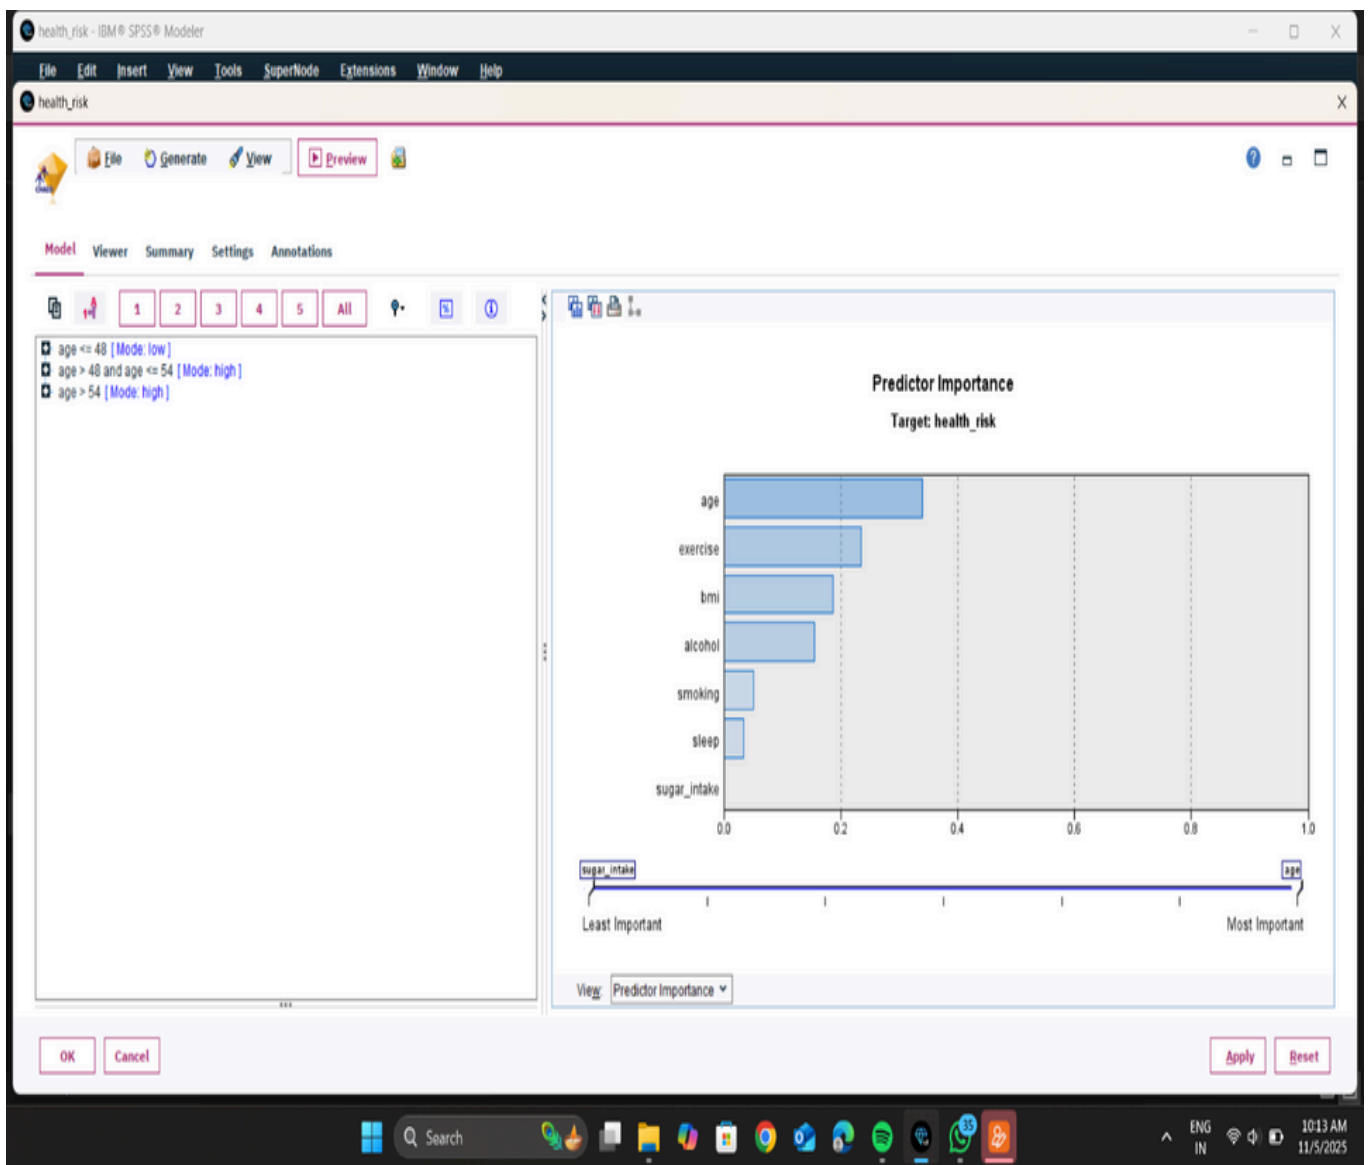 health_risk - IBM® SPSS® Modeler
File Edit Insert View Tools SuperNode Extensions Window Help
health_risk
File Generate View Preview
Model Viewer Summary Settings Annotations
1 2 3 4 5 All %
age <= 48 [ Mode: low ]
age > 48 and age <= 54 [ Mode: high ]
age > 54 [ Mode: high ]
Predictor Importance
Target: health_risk
age
exercise
bmi
alcohol
smoking
sleep
sugar_intake
0.0 0.2 0.4 0.6 0.8 1.0
sugar_intake age
Least Important Most Important
View: Predictor Importance
OK Cancel Apply Reset
Search
35
ENG
IN
10:13 AM
11/5/2025